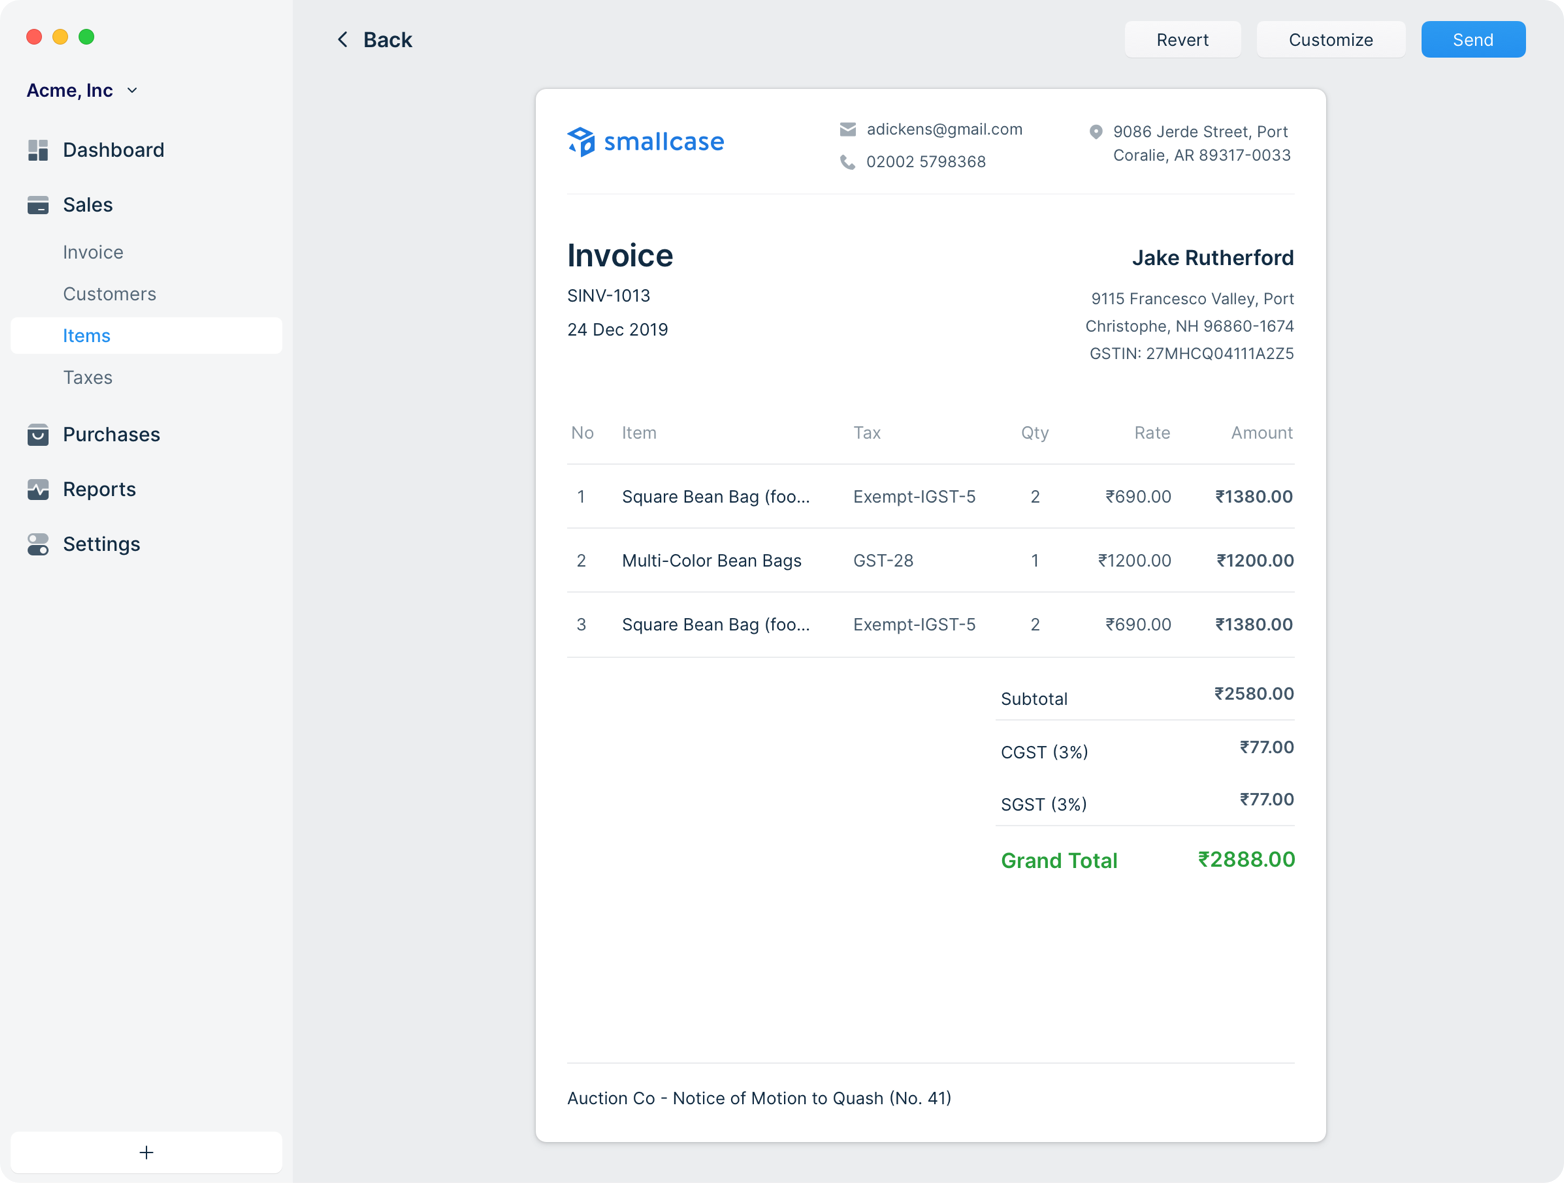 Acme, Inc
Dashboard
Sales
Invoice
Customers
Items
Taxes
Purchases
Reports
Settings
+
Back
Revert
Customize
Send
smallcase
adickens@gmail.com
02002 5798368
9086 Jerde Street, Port
Coralie, AR 89317-0033
Invoice
SINV-1013
24 Dec 2019
Jake Rutherford
9115 Francesco Valley, Port
Christophe, NH 96860-1674
GSTIN: 27MHCQ04111A2Z5
No Item Tax Qty Rate Amount
1 Square Bean Bag (foo... Exempt-IGST-5 2 ₹690.00 ₹1380.00
2 Multi-Color Bean Bags GST-28 1 ₹1200.00 ₹1200.00
3 Square Bean Bag (foo... Exempt-IGST-5 2 ₹690.00 ₹1380.00
Subtotal ₹2580.00
CGST (3%) ₹77.00
SGST (3%) ₹77.00
Grand Total ₹2888.00
Auction Co - Notice of Motion to Quash (No. 41)